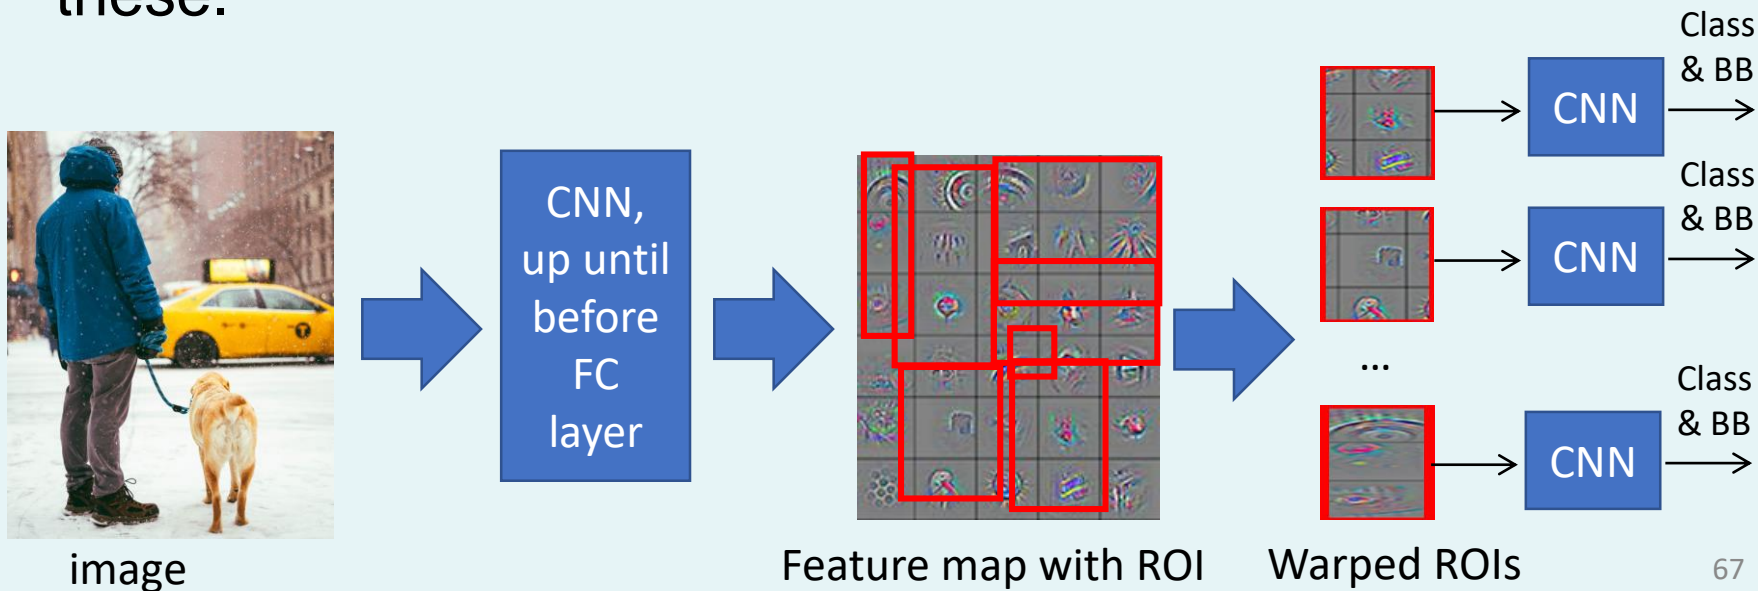 these:
Class
& BB
CNN
Class
& BB
CNN
...
Class
& BB
CNN
CNN,
up until
before
FC
layer
image
Feature map with ROI
Warped ROIs
67